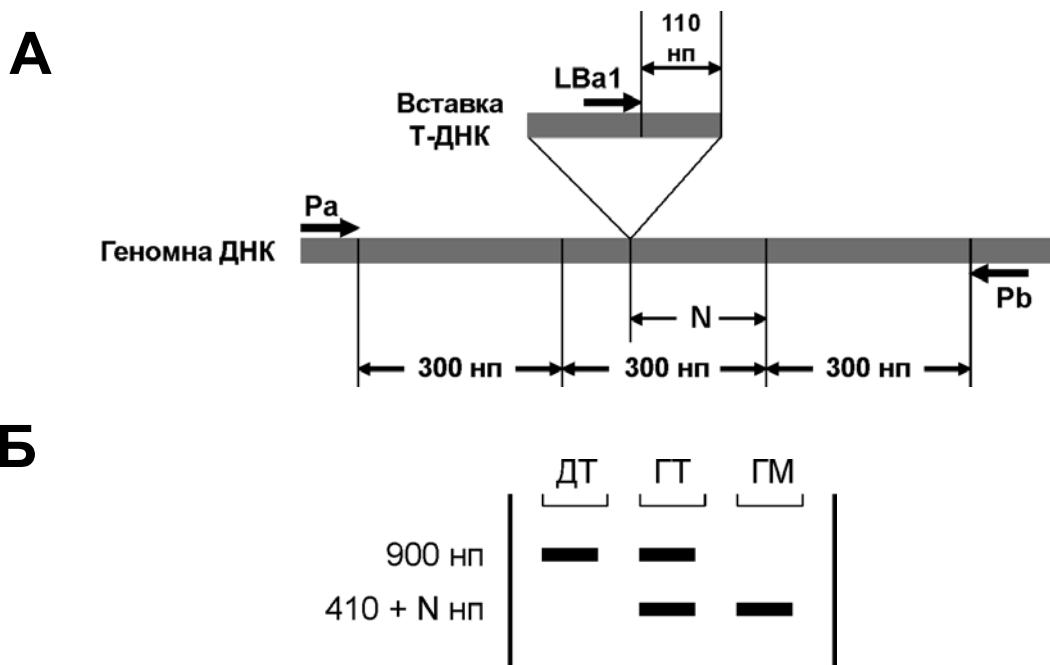 А
110
нп
LBa1
Вставка
Т-ДНК
Pa
Геномна ДНК
Pb
N
300 нп
300 нп
300 нп
Б
ДТ ГТ ГМ
900 нп
410 + N нп